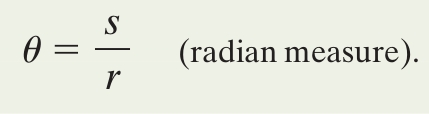 θ = s/r (radian measure).